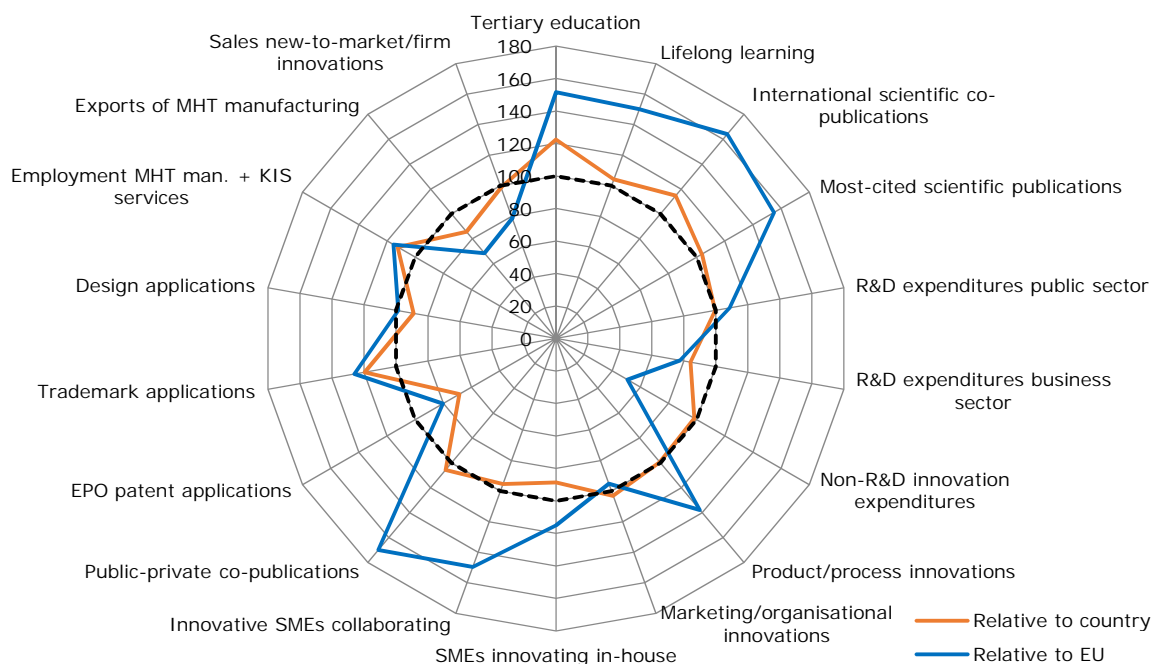 Tertiary education
Sales new-to-market/firm
innovations
Lifelong learning
Exports of MHT manufacturing
International scientific co-
publications
Employment MHT man. + KIS
services
Most-cited scientific publications
Design applications
R&D expenditures public sector
Trademark applications
R&D expenditures business
sector
EPO patent applications
Non-R&D innovation
expenditures
Public-private co-publications
Product/process innovations
Innovative SMEs collaborating
Marketing/organisational
innovations
SMEs innovating in-house
180
160
140
120
100
80
60
40
20
0
Relative to country
Relative to EU